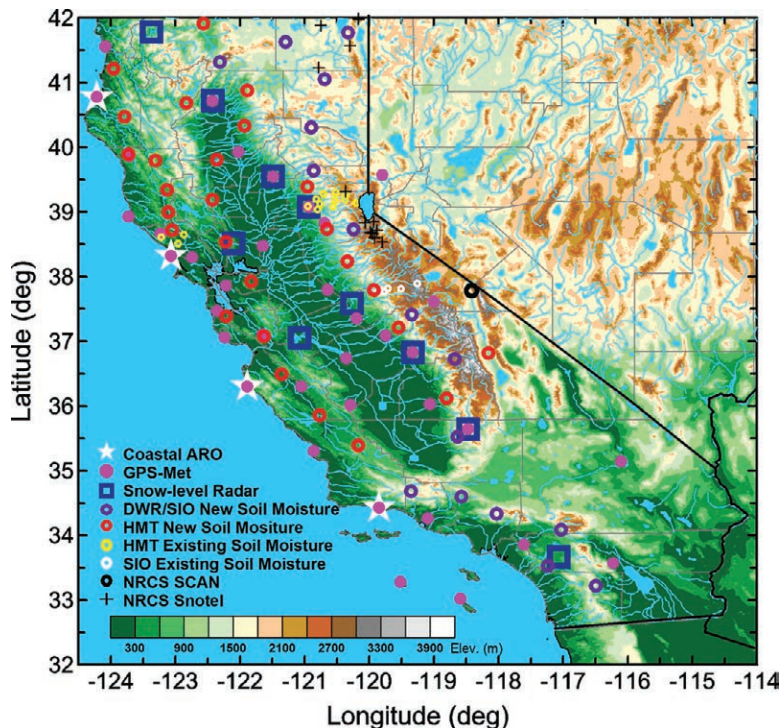 42
41
40
39
38
37
36
35
34
33
32
Latitude (deg)
Coastal ARO
GPS-Met
Snow-level Radar
DWR/SIO New Soil Moisture
HMT New Soil Mositure
HMT Existing Soil Moisture
SIO Existing Soil Moisture
NRCS SCAN
NRCS Snotel
300 900 1500 2100 2700 3300 3900 Elev. (m)
-124 -123 -122 -121 -120 -119 -118 -117 -116 -115 -114
Longitude (deg)